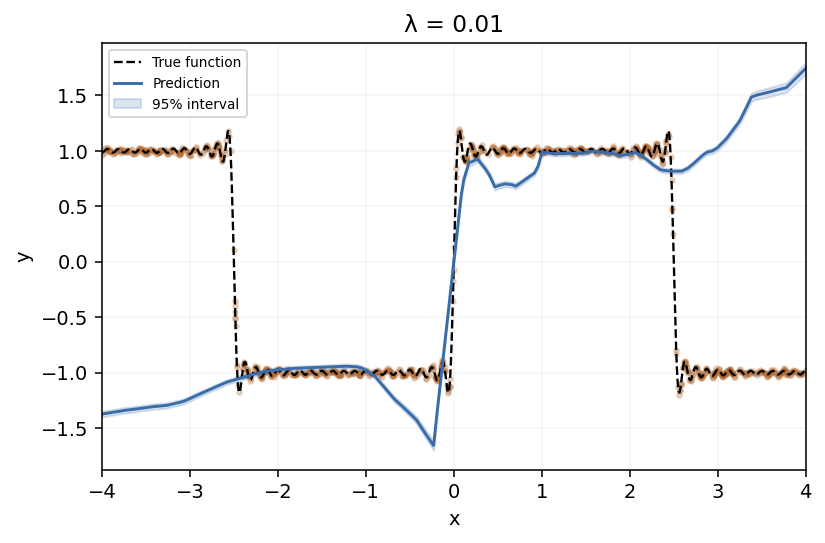 λ = 0.01
True function
Prediction
95% interval
y
1.5
1.0
0.5
0.0
−0.5
−1.0
−1.5
−4 −3 −2 −1 0 1 2 3 4
x